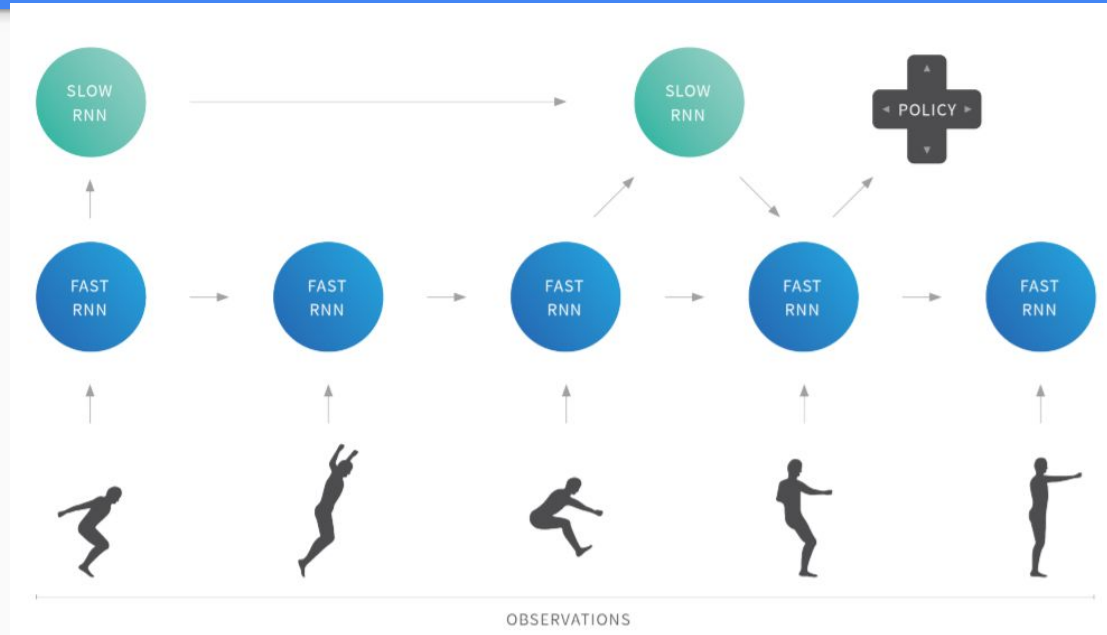 SLOW
RNN
SLOW
RNN
POLICY
FAST
RNN
FAST
RNN
FAST
RNN
FAST
RNN
FAST
RNN
OBSERVATIONS